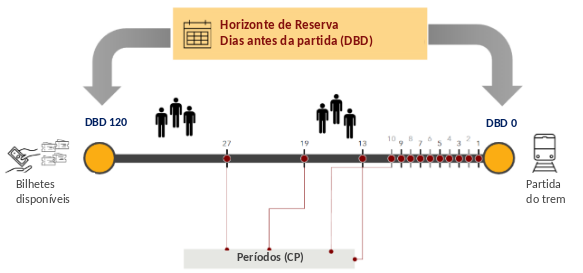 Horizonte de Reserva
Dias antes da partida (DBD)
DBD 120
DBD 0
27
19
13
10
9
8
7
6
5
4
3
2
1
Bilhetes
disponíveis
Partida
do trem
Períodos (CP)